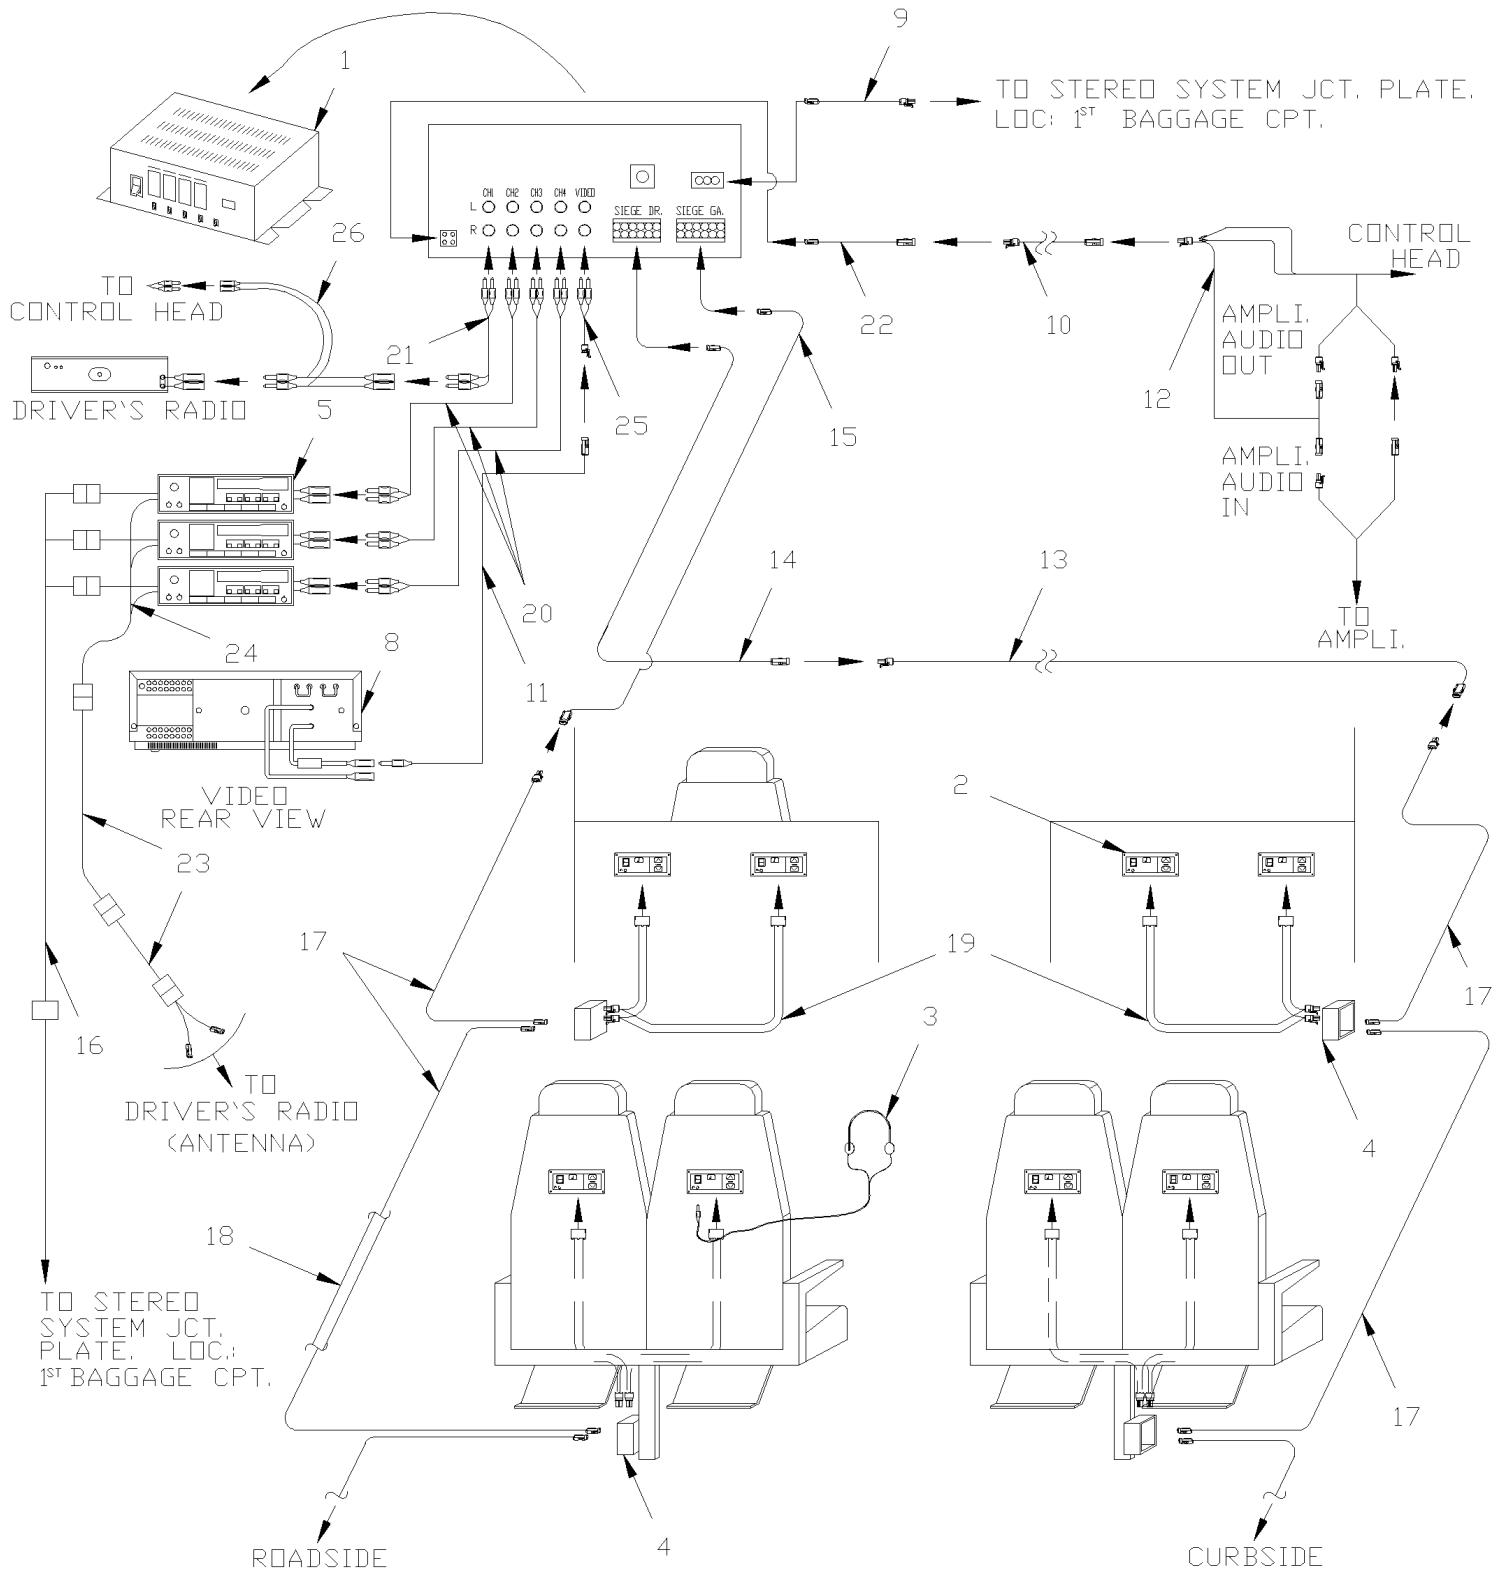 9
1
TO STEREO SYSTEM JCT. PLATE.
LOC: 1ST BAGGAGE CPT.
CH1 CH2 CH3 CH4 VIDEO
L
R
SIEGE DR. SIEGE GA.
26
CONTROL
HEAD
TO
CONTROL HEAD
22
10
12
AMPLI.
AUDIO
OUT
21
25
15
DRIVER'S RADIO
5
AMPLI.
AUDIO
IN
14
13
20
TO
AMPLI.
24
8
11
VIDEO
REAR VIEW
2
23
17
19
17
16
3
TO
DRIVER'S RADIO
(ANTENNA)
4
18
TO STEREO
SYSTEM JCT.
PLATE. LOC.:
1ST BAGGAGE CPT.
17
4
ROADSIDE
CURBSIDE